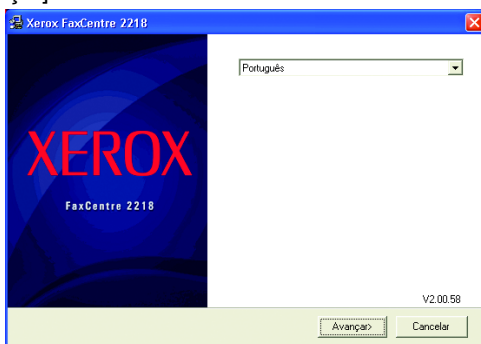 Xerox FaxCentre 2218
Português
XEROX
FaxCentre 2218
V2.00.58
Avançar>
Cancelar